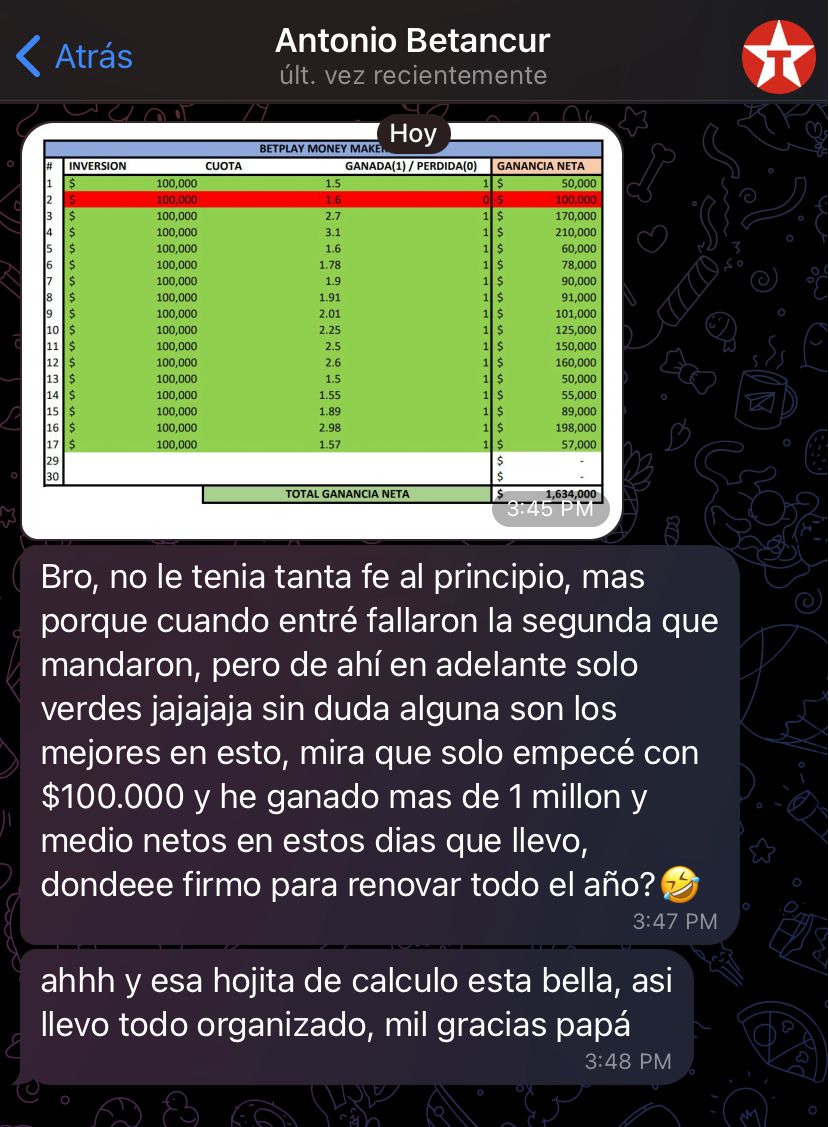 Atrás
Antonio Betancur
últ. vez recientemente
T
Hoy
BETPLAY MONEY MAKE
# INVERSION CUOTA GANADA(1) / PERDIDA(0) GANANCIA NETA
1 $ 100,000 1.5 1 $ 50,000
2 $ 100,000 1.6 0 $ 100,000
3 $ 100,000 2.7 1 $ 170,000
4 $ 100,000 3.1 1 $ 210,000
5 $ 100,000 1.6 1 $ 60,000
6 $ 100,000 1.78 1 $ 78,000
7 $ 100,000 1.9 1 $ 90,000
8 $ 100,000 1.91 1 $ 91,000
9 $ 100,000 2.01 1 $ 101,000
10 $ 100,000 2.25 1 $ 125,000
11 $ 100,000 2.5 1 $ 150,000
12 $ 100,000 2.6 1 $ 160,000
13 $ 100,000 1.5 1 $ 50,000
14 $ 100,000 1.55 1 $ 55,000
15 $ 100,000 1.89 1 $ 89,000
16 $ 100,000 2.98 1 $ 198,000
17 $ 100,000 1.57 1 $ 57,000
29 $ -
30 $ -
TOTAL GANANCIA NETA $ 1,634,000
3:45 PM
Bro, no le tenia tanta fe al principio, mas
porque cuando entré fallaron la segunda que
mandaron, pero de ahí en adelante solo
verdes jajajaja sin duda alguna son los
mejores en esto, mira que solo empecé con
$100.000 y he ganado mas de 1 millon y
medio netos en estos dias que llevo,
dondeee firmo para renovar todo el año?🤣
3:47 PM
ahhh y esa hojita de calculo esta bella, asi
llevo todo organizado, mil gracias papá
3:48 PM